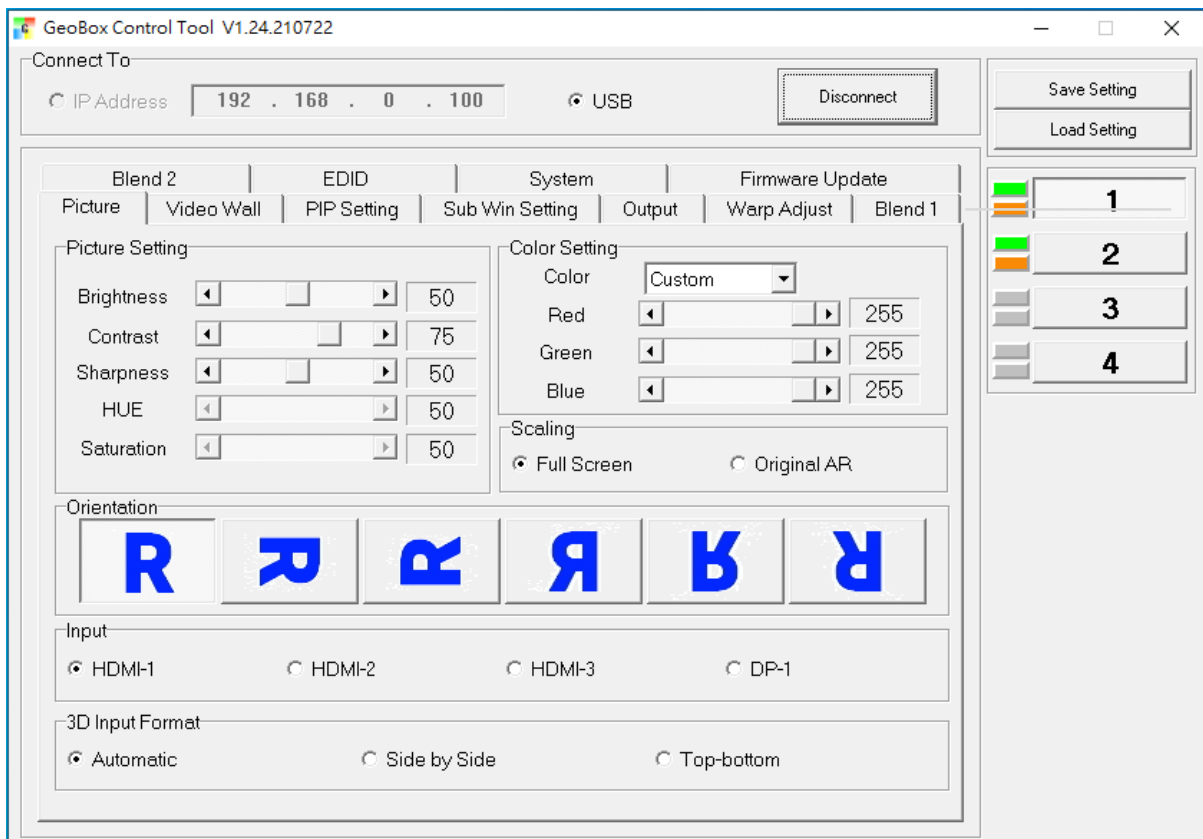 GeoBox Control Tool V1.24.210722
Connect To
IP Address 192 . 168 . 0 . 100 USB Disconnect
Save Setting
Load Setting
Blend 2 EDID System Firmware Update
Picture Video Wall PIP Setting Sub Win Setting Output Warp Adjust Blend 1
1
2
3
4
Picture Setting
Brightness 50
Contrast 75
Sharpness 50
HUE 50
Saturation 50
Color Setting
Color Custom
Red 255
Green 255
Blue 255
Scaling
Full Screen Original AR
Orientation
R R R R R R
Input
HDMI-1 HDMI-2 HDMI-3 DP-1
3D Input Format
Automatic Side by Side Top-bottom